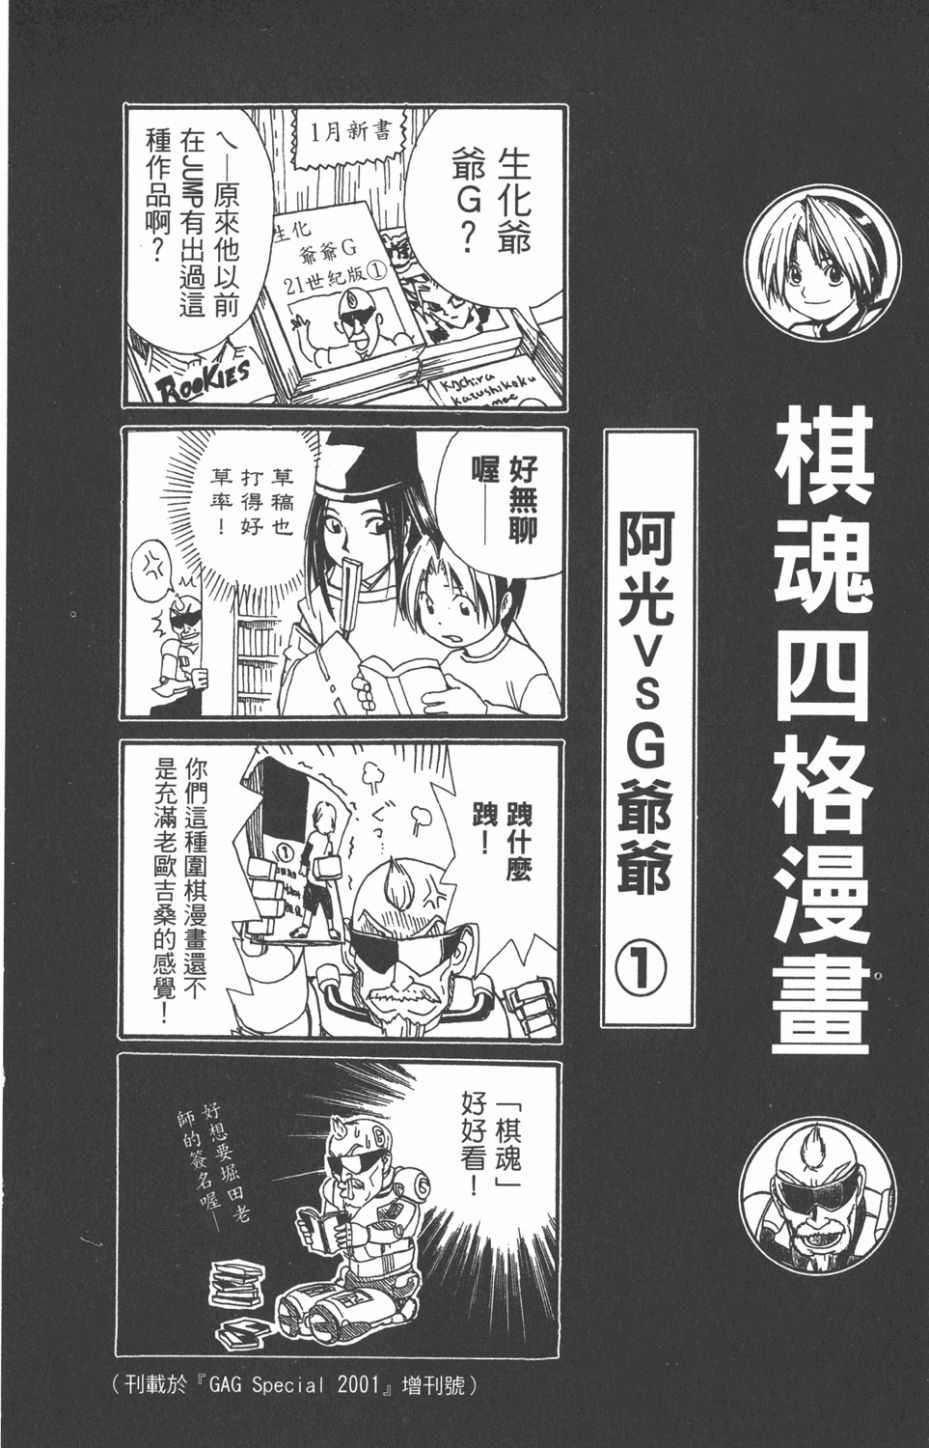 棋魂四格漫畫
阿光VSG爺爺 ①
生化爺
爺G?
1月新書
ㄟ—原來他以前
在JUMP有出過這
種作品啊?
生化
爺爺G
21世紀版①
ROOKIES
Kochira
Kazushikoku
好無聊
喔——
草稿也
打得好
草率!
跩什麼
跩!
ぐっ
①
你們這種圍棋漫畫還不
是充滿老歐吉桑的感覺!
「棋魂」
好好看!
G
好想要堀田老
師的簽名喔——
(刊載於『GAG Special 2001』增刊號)